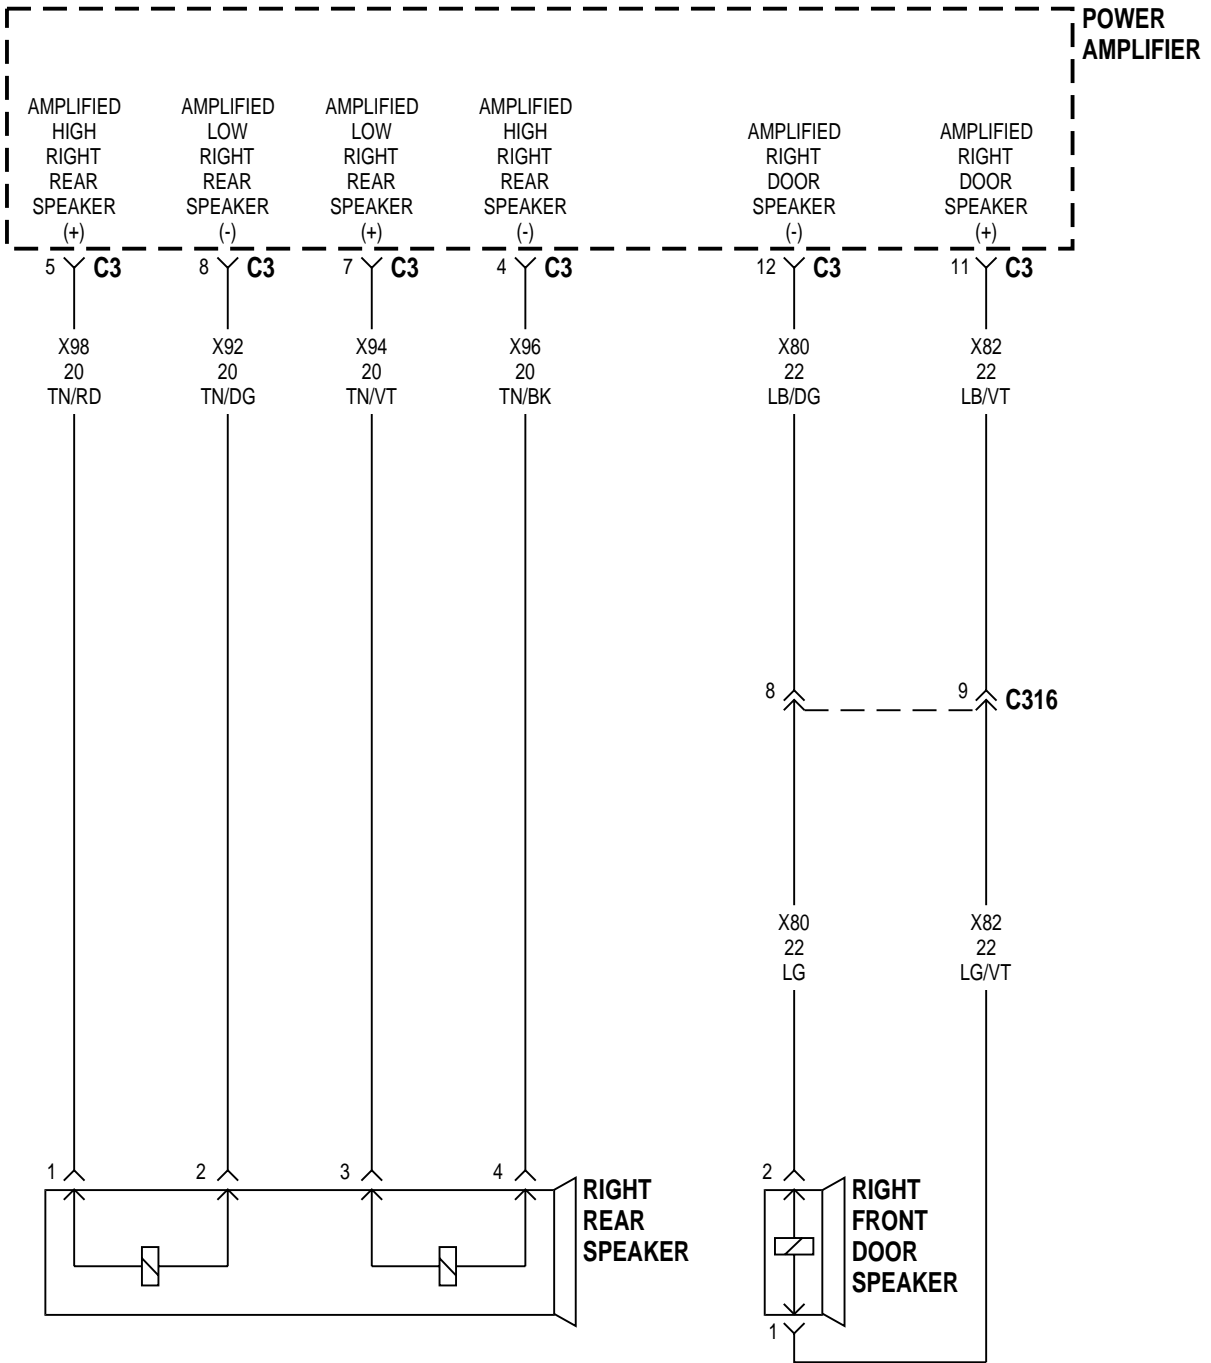 POWER
AMPLIFIER
AMPLIFIED
HIGH
RIGHT
REAR
SPEAKER
(+)
AMPLIFIED
LOW
RIGHT
REAR
SPEAKER
(-)
AMPLIFIED
LOW
RIGHT
REAR
SPEAKER
(+)
AMPLIFIED
HIGH
RIGHT
REAR
SPEAKER
(-)
AMPLIFIED
RIGHT
DOOR
SPEAKER
(-)
AMPLIFIED
RIGHT
DOOR
SPEAKER
(+)
5 C3
8 C3
7 C3
4 C3
12 C3
11 C3
X98
20
TN/RD
X92
20
TN/DG
X94
20
TN/VT
X96
20
TN/BK
X80
22
LB/DG
X82
22
LB/VT
8
9 C316
X80
22
LG
X82
22
LG/VT
1
2
3
4
RIGHT
REAR
SPEAKER
2
RIGHT
FRONT
DOOR
SPEAKER
1